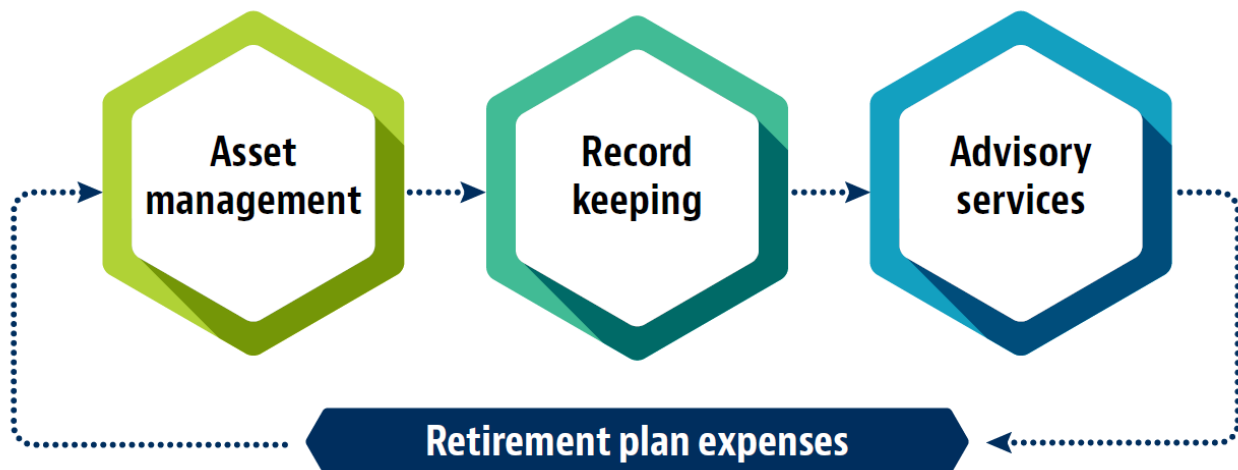 Asset
management
Record
keeping
Advisory
services
Retirement plan expenses